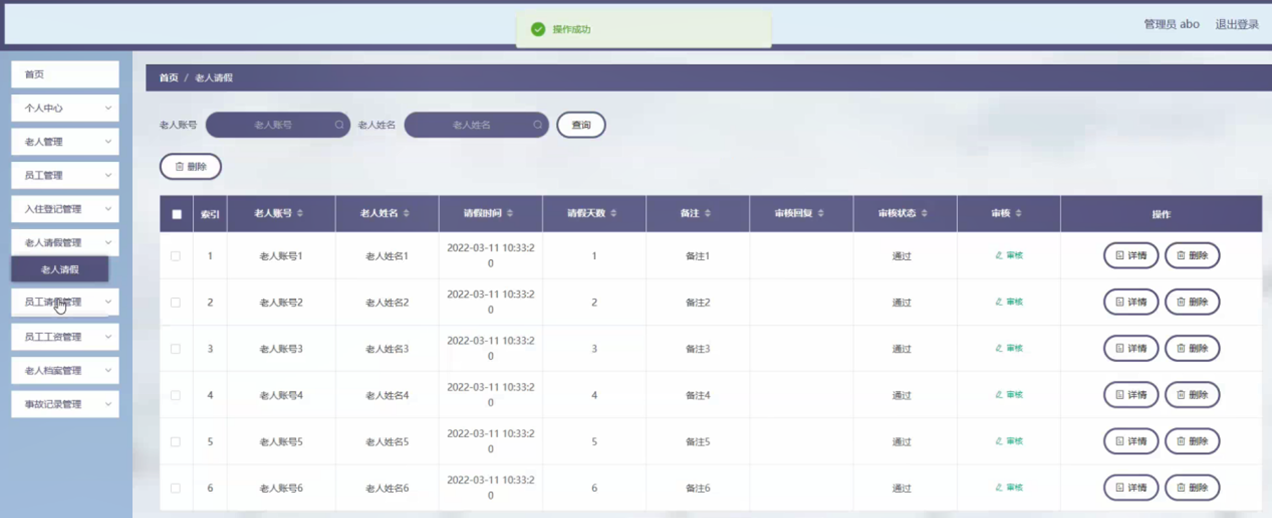 操作成功
管理员 abo 退出登录
首页
个人中心
老人管理
员工管理
入住登记管理
老人请假管理
老人请假
员工请假管理
员工工资管理
老人档案管理
事故记录管理
首页 / 老人请假
老人账号 老人账号 老人姓名 老人姓名 查询
删除
索引 老人账号 老人姓名 请假时间 请假天数 备注 审核回复 审核状态 审核 操作
1 老人账号1 老人姓名1 2022-03-11 10:33:2 1 备注1 通过 审核 详情 删除
0
2 老人账号2 老人姓名2 2022-03-11 10:33:2 2 备注2 通过 审核 详情 删除
0
3 老人账号3 老人姓名3 2022-03-11 10:33:2 3 备注3 通过 审核 详情 删除
0
4 老人账号4 老人姓名4 2022-03-11 10:33:2 4 备注4 通过 审核 详情 删除
0
5 老人账号5 老人姓名5 2022-03-11 10:33:2 5 备注5 通过 审核 详情 删除
0
6 老人账号6 老人姓名6 2022-03-11 10:33:2 6 备注6 通过 审核 详情 删除
0